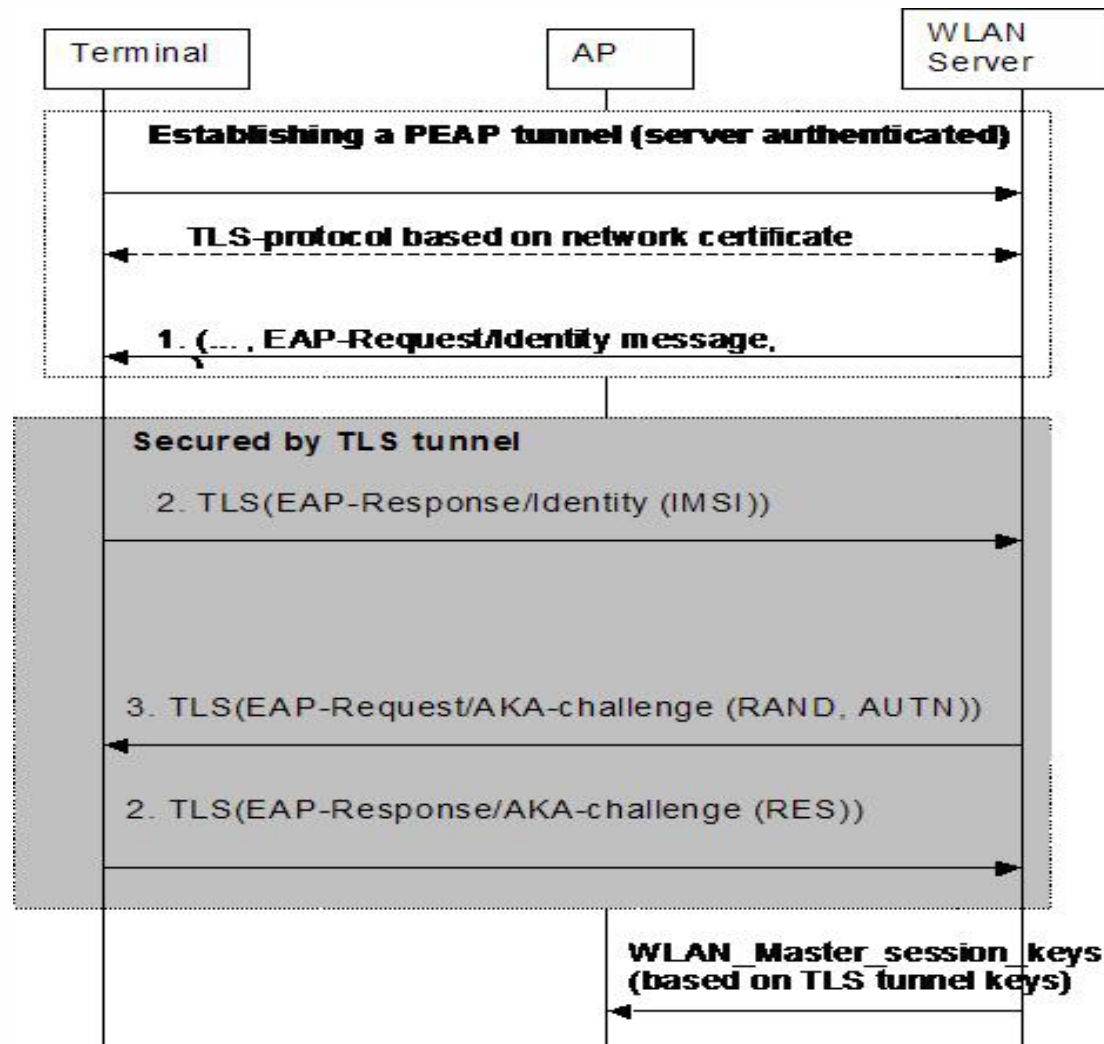 Terminal
AP
WLAN
Server
Establishing a PEAP tunnel (server authenticated)
TLS-protocol based on network certificate
1. (... , EAP-Request/Identity message,
Secured by TLS tunnel
2. TLS(EAP-Response/Identity (IMSI))
3. TLS(EAP-Request/AKA-challenge (RAND, AUTN))
2. TLS(EAP-Response/AKA-challenge (RES))
WLAN_Master_session_keys
(based on TLS tunnel keys)